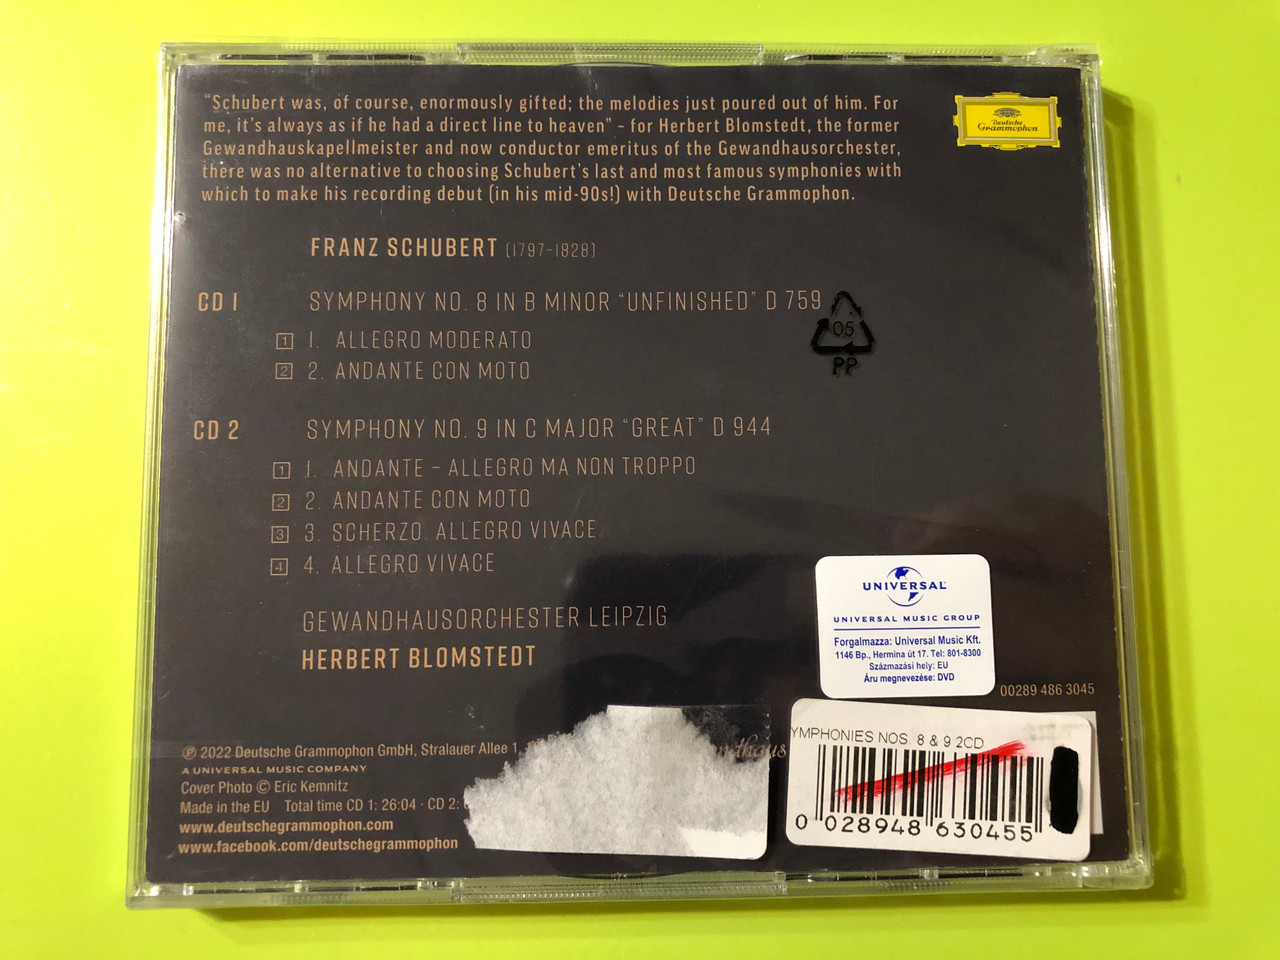 "Schubert was, of course, enormously gifted; the melodies just poured out of him. For
me, it's always as if he had a direct line to heaven" – for Herbert Blomstedt, the former
Gewandhauskapellmeister and now conductor emeritus of the Gewandhausorchester,
there was no alternative to choosing Schubert's last and most famous symphonies with
which to make his recording debut (in his mid-90s!) with Deutsche Grammophon.
Deutsche
Grammophon
FRANZ SCHUBERT (1797–1828)
CD 1 SYMPHONY NO. 8 IN B MINOR "UNFINISHED" D 759
1 1. ALLEGRO MODERATO
2 2. ANDANTE CON MOTO
05
PP
CD 2 SYMPHONY NO. 9 IN C MAJOR "GREAT" D 944
1 1. ANDANTE – ALLEGRO MA NON TROPPO
2 2. ANDANTE CON MOTO
3 3. SCHERZO. ALLEGRO VIVACE
4 4. ALLEGRO VIVACE
GEWANDHAUSORCHESTER LEIPZIG
HERBERT BLOMSTEDT
UNIVERSAL
UNIVERSAL MUSIC GROUP
Forgalmazza: Universal Music Kft.
1146 Bp., Hermina út 17. Tel: 801-8300
Származási hely: EU
Áru megnevezése: DVD
00289 486 3045
℗ 2022 Deutsche Grammophon GmbH, Stralauer Allee 1,
A UNIVERSAL MUSIC COMPANY
Cover Photo © Eric Kemnitz
Made in the EU Total time CD 1: 26:04 · CD 2:
www.deutschegrammophon.com
www.facebook.com/deutschegrammophon
YMPHONIES NOS. 8 & 9 2CD
0 028948 630455